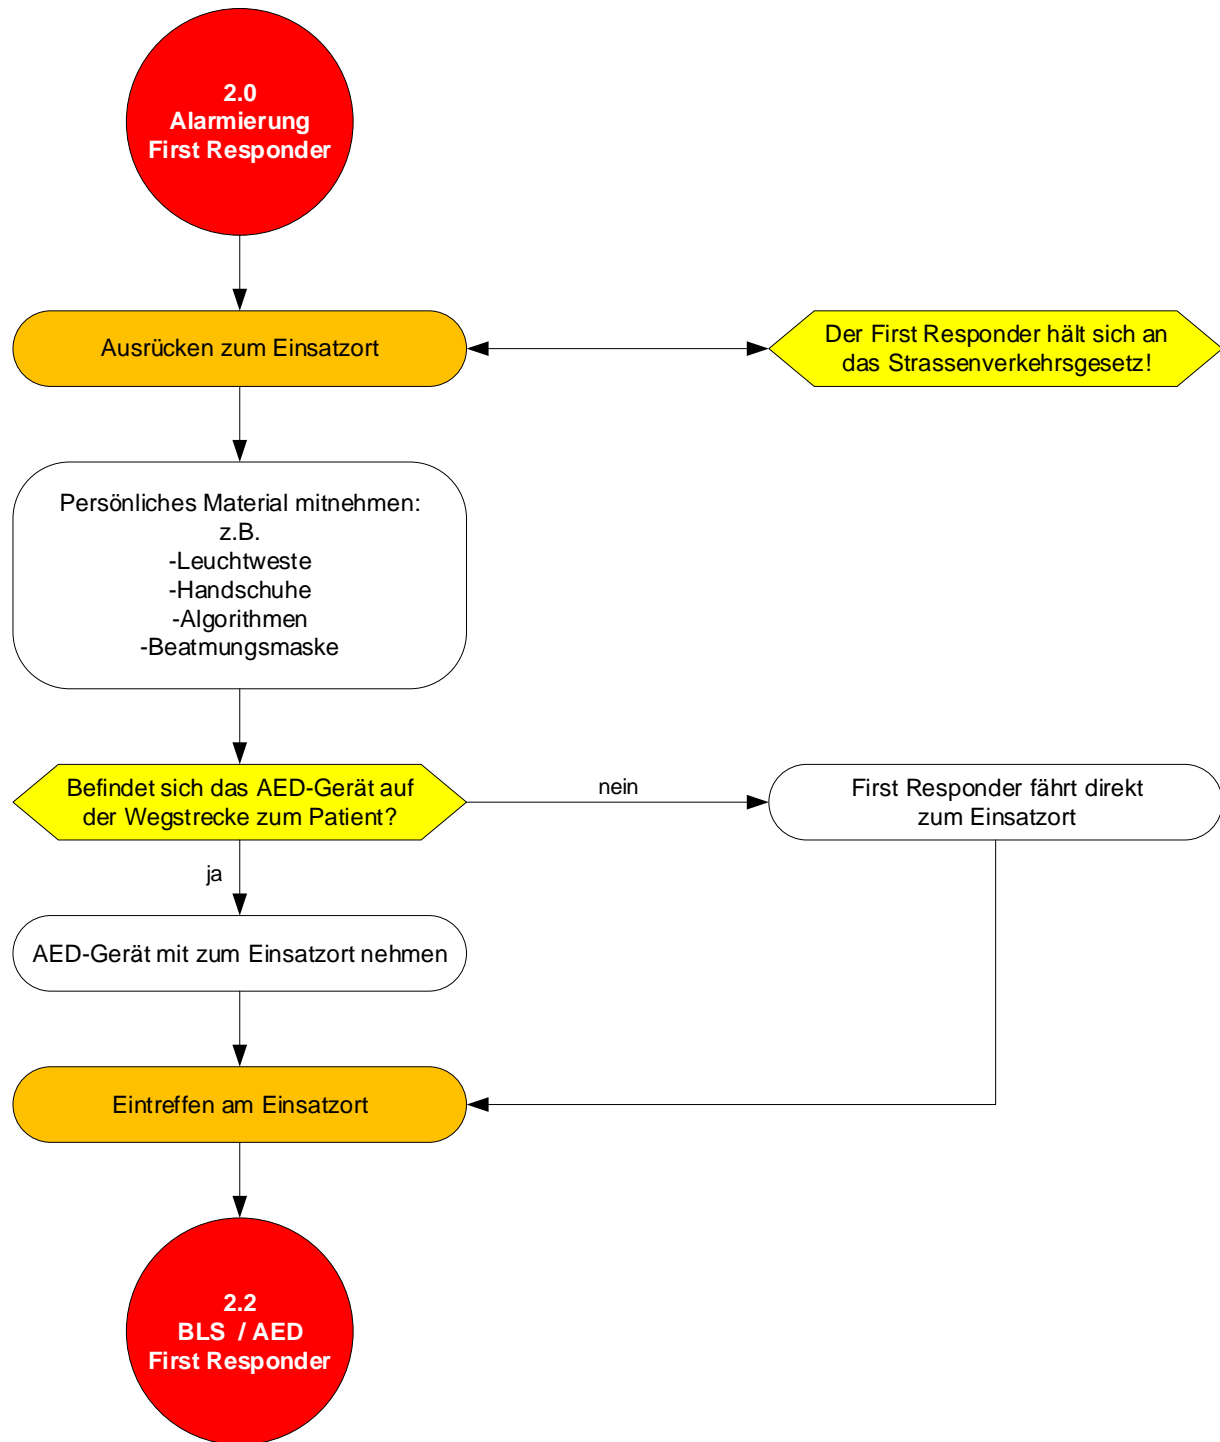 2.0
Alarmierung
First Responder
Ausrücken zum Einsatzort
Der First Responder hält sich an
das Strassenverkehrsgesetz!
Persönliches Material mitnehmen:
z.B.
-Leuchtweste
-Handschuhe
-Algorithmen
-Beatmungsmaske
Befindet sich das AED-Gerät auf
der Wegstrecke zum Patient?
nein
First Responder fährt direkt
zum Einsatzort
ja
AED-Gerät mit zum Einsatzort nehmen
Eintreffen am Einsatzort
2.2
BLS / AED
First Responder